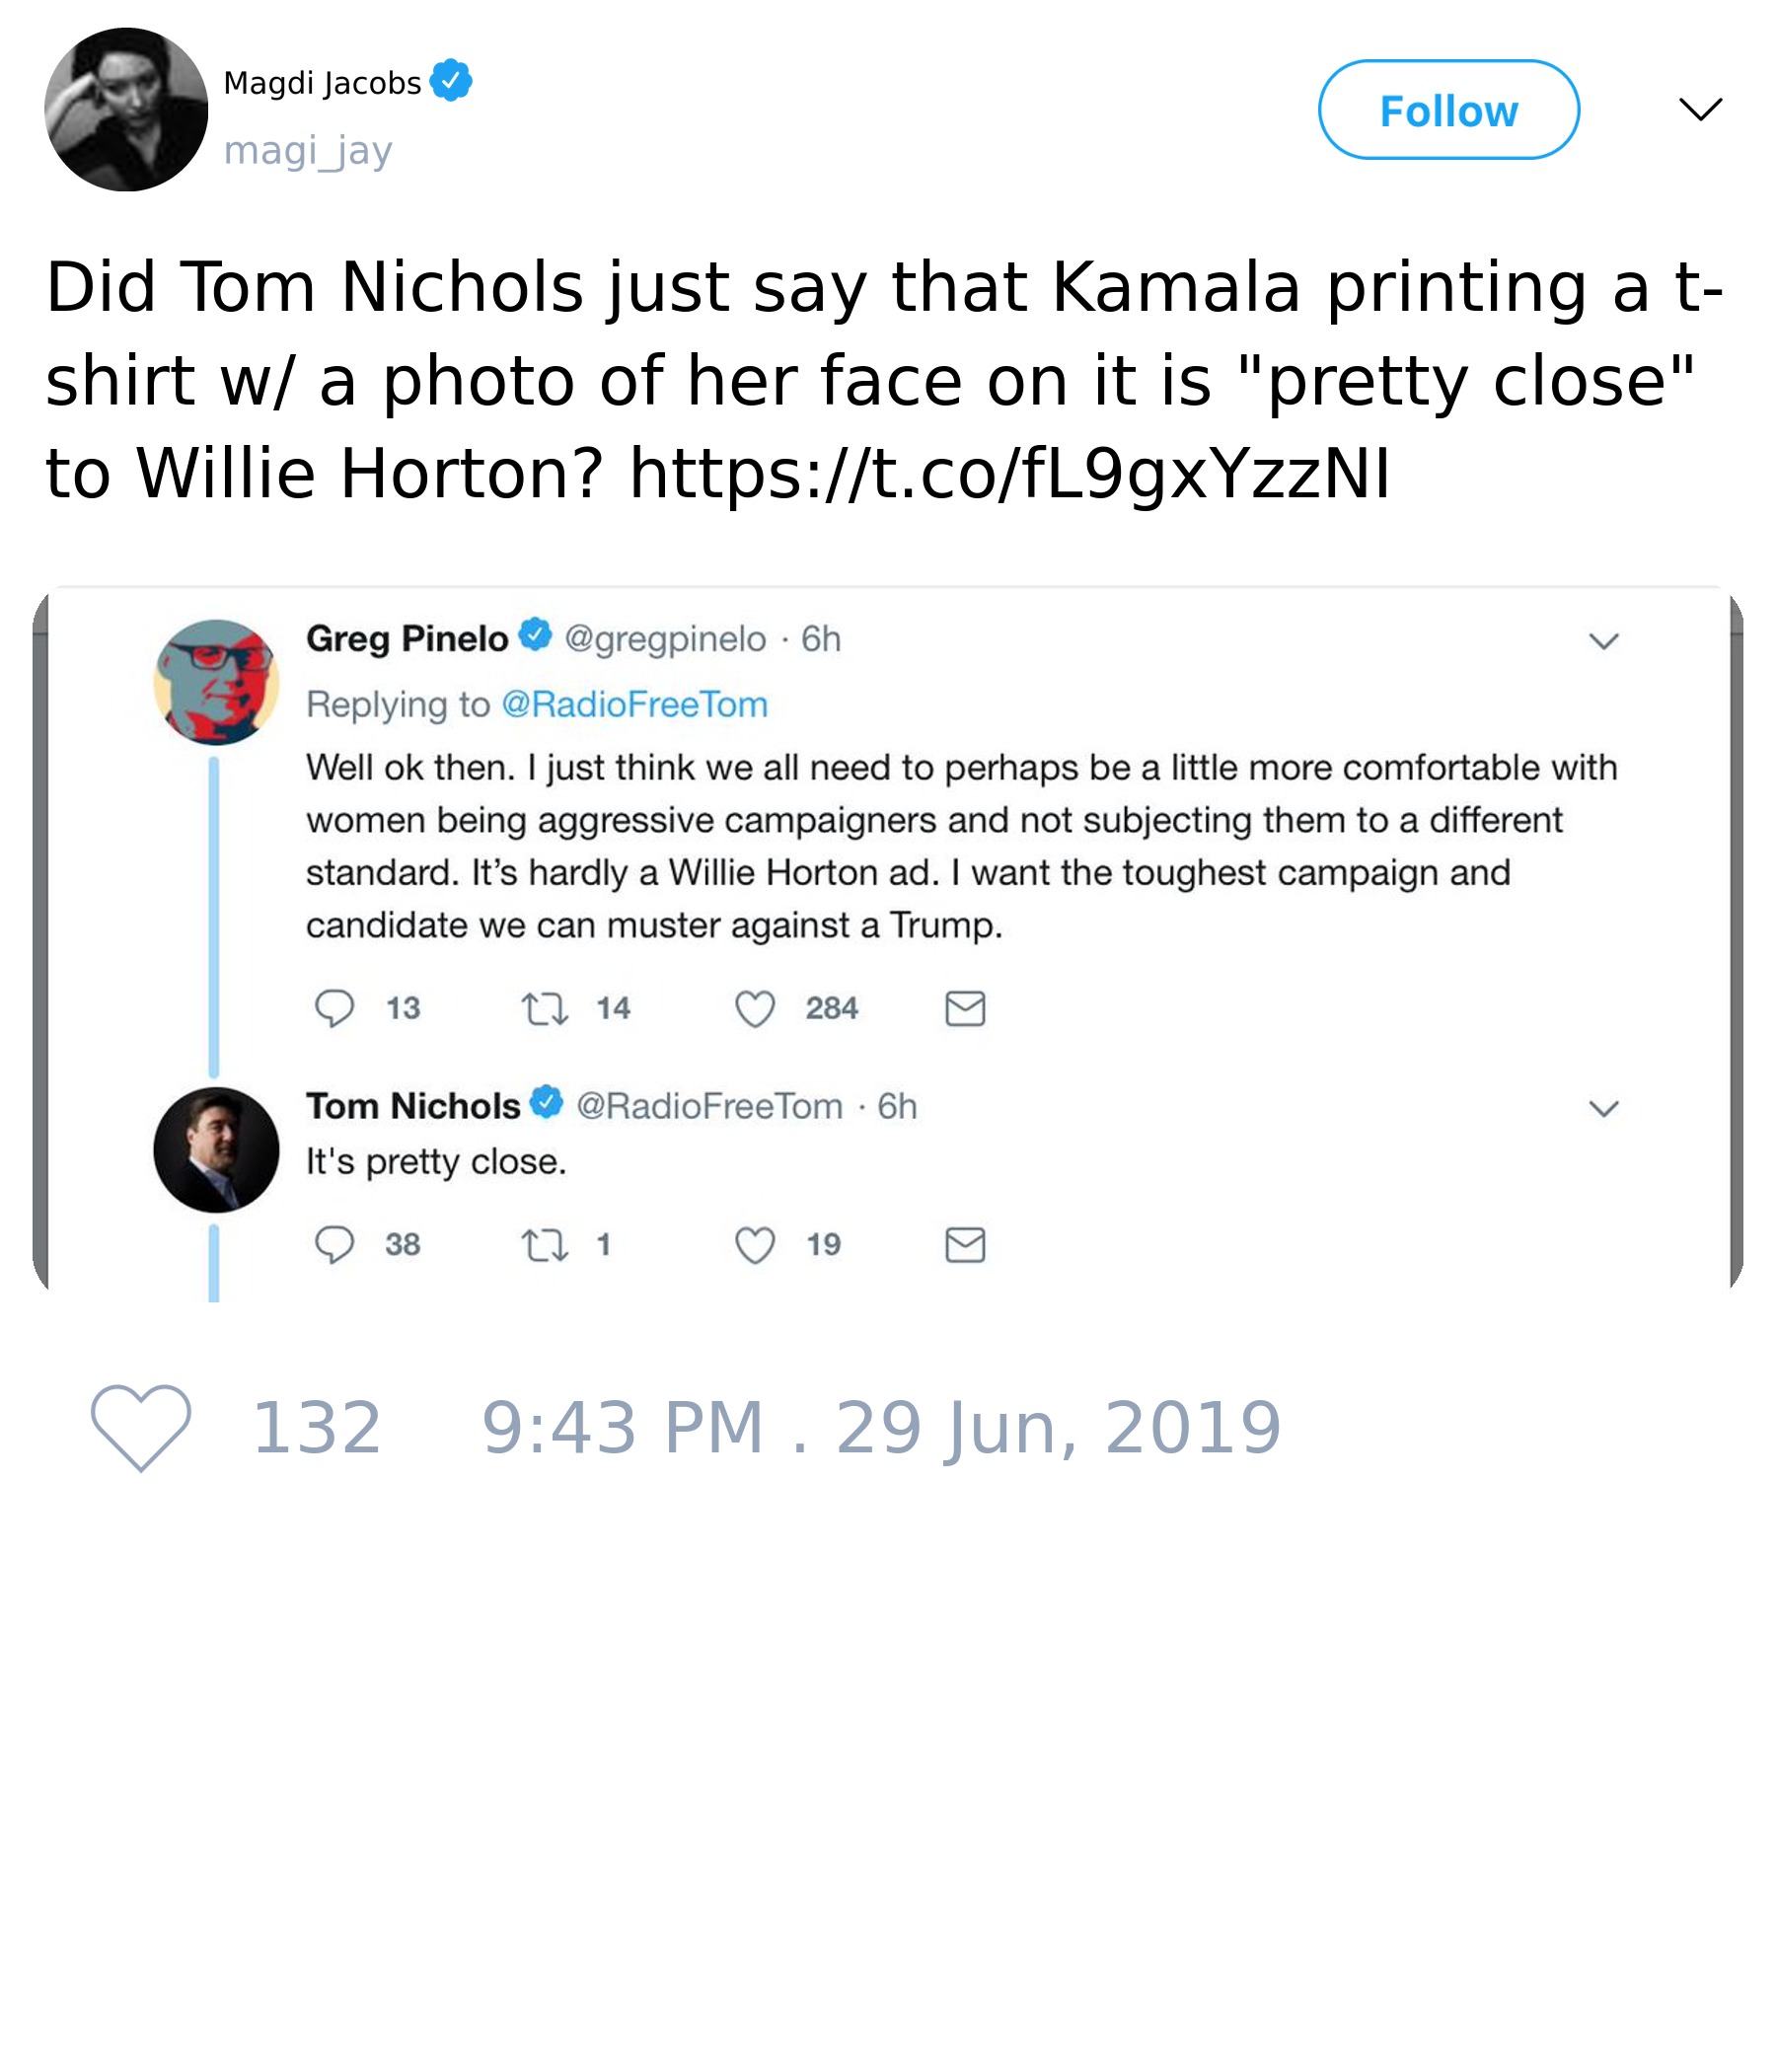 Magdi Jacobs
magi_jay
Follow
Did Tom Nichols just say that Kamala printing a t-
shirt w/ a photo of her face on it is "pretty close"
to Willie Horton? https://t.co/fL9gxYzzNI
Greg Pinelo @gregpinelo · 6h
Replying to @RadioFreeTom
Well ok then. I just think we all need to perhaps be a little more comfortable with
women being aggressive campaigners and not subjecting them to a different
standard. It’s hardly a Willie Horton ad. I want the toughest campaign and
candidate we can muster against a Trump.
13 14 284
Tom Nichols @RadioFreeTom · 6h
It's pretty close.
38 1 19
132 9:43 PM . 29 Jun, 2019